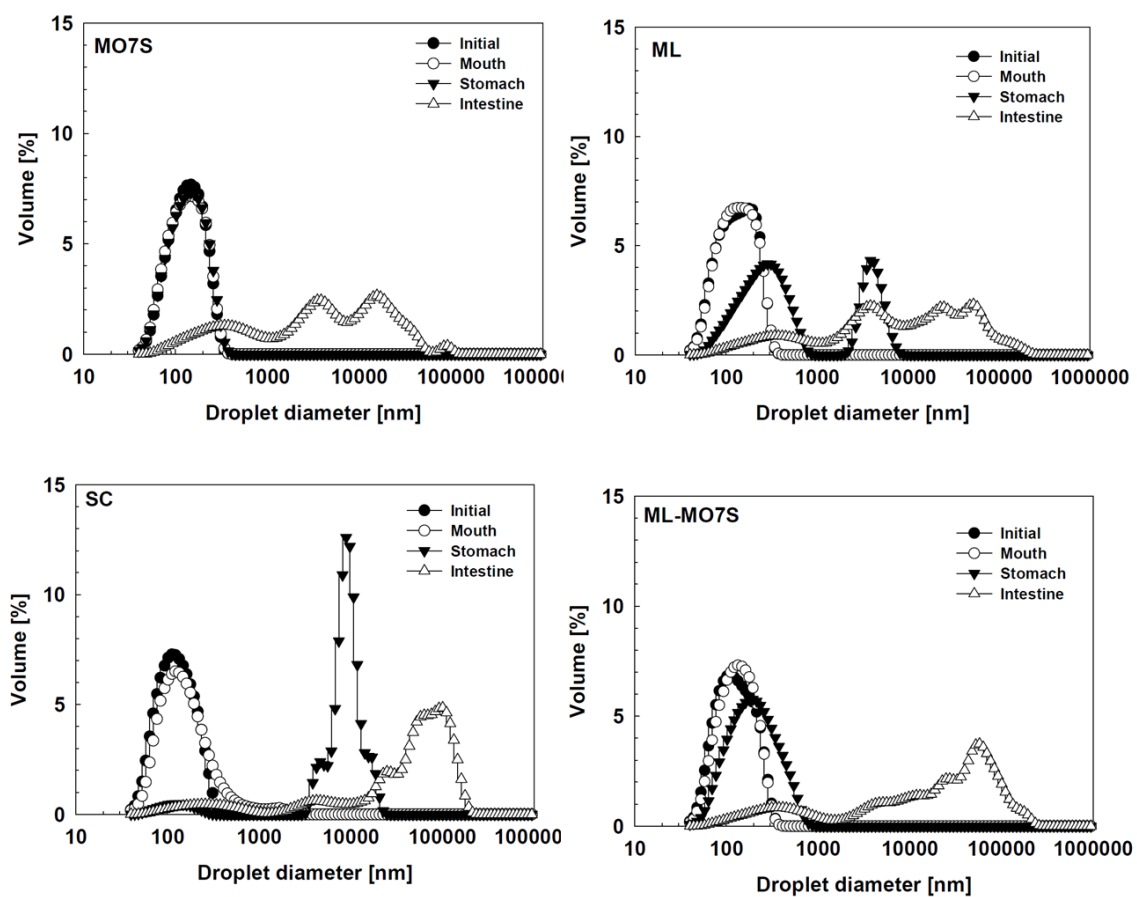 MO7S
Initial
Mouth
Stomach
Intestine
Volume [%]
15
10
5
0
10 100 1000 10000 100000 100000
Droplet diameter [nm]
ML
Initial
Mouth
Stomach
Intestine
Volume [%]
15
10
5
0
10 100 1000 10000 100000 1000000
Droplet diameter [nm]
SC
Initial
Mouth
Stomach
Intestine
Volume [%]
15
10
5
0
10 100 1000 10000 100000 100000
Droplet diameter [nm]
ML-MO7S
Initial
Mouth
Stomach
Intestine
Volume [%]
15
10
5
0
10 100 1000 10000 100000 1000000
Droplet diameter [nm]